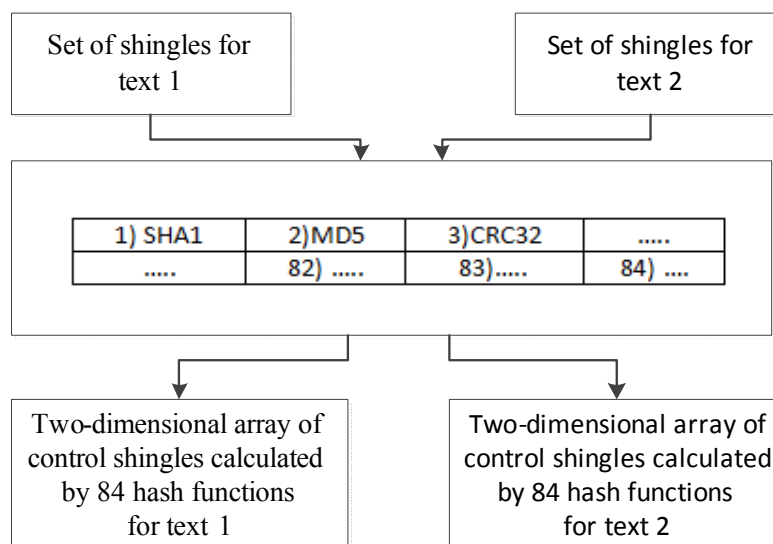 Set of shingles for
text 1
Set of shingles for
text 2
1) SHA1 2)MD5 3)CRC32 .....
..... 82) ..... 83)..... 84) ....
Two-dimensional array of
control shingles calculated
by 84 hash functions
for text 1
Two-dimensional array of
control shingles calculated
by 84 hash functions
for text 2